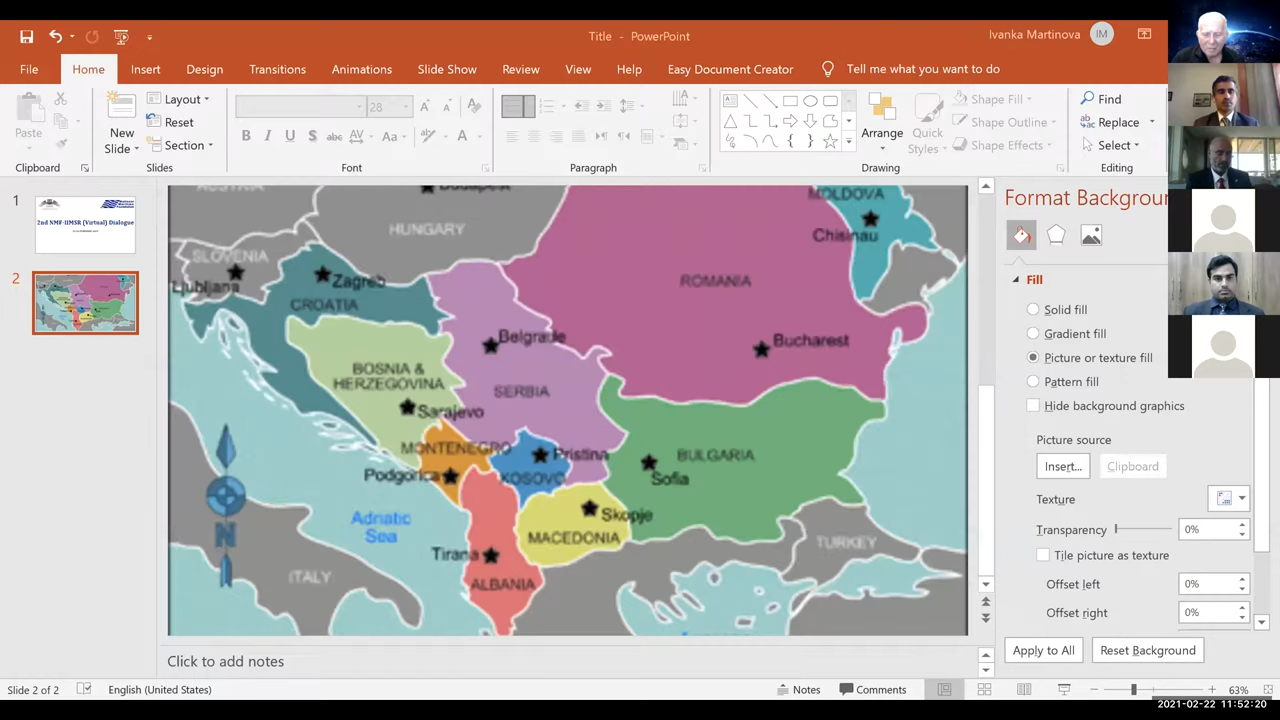 Title - PowerPoint
Ivanka Martinova
IM
File Home Insert Design Transitions Animations Slide Show Review View Help Easy Document Creator Tell me what you want to do
Paste
Clipboard
New Slide
Layout
Reset
Section
Slides
28
Font
Paragraph
Arrange
Quick Styles
Shape Fill
Shape Outline
Shape Effects
Drawing
Find
Replace
Select
Editing
1
2nd NMF-IIMSR (Virtual) Dialogue
2
AUSTRIA
Budapest
HUNGARY
MOLDOVA
Chisinau
SLOVENIA
Ljubljana
Zagreb
CROATIA
ROMANIA
Bucharest
Belgrade
BOSNIA &
HERZEGOVINA
SERBIA
Sarajevo
MONTENEGRO
Podgorica
Pristina
KOSOVO
BULGARIA
Sofia
Skopje
MACEDONIA
Adriatic
Sea
N
Tirana
ALBANIA
ITALY
TURKEY
Format Backgrou
Fill
Solid fill
Gradient fill
Picture or texture fill
Pattern fill
Hide background graphics
Picture source
Insert...
Clipboard
Texture
Transparency 0%
Tile picture as texture
Offset left 0%
Offset right 0%
Apply to All
Reset Background
Click to add notes
Slide 2 of 2
English (United States)
Notes
Comments
63%
2021-02-22 11:52:20